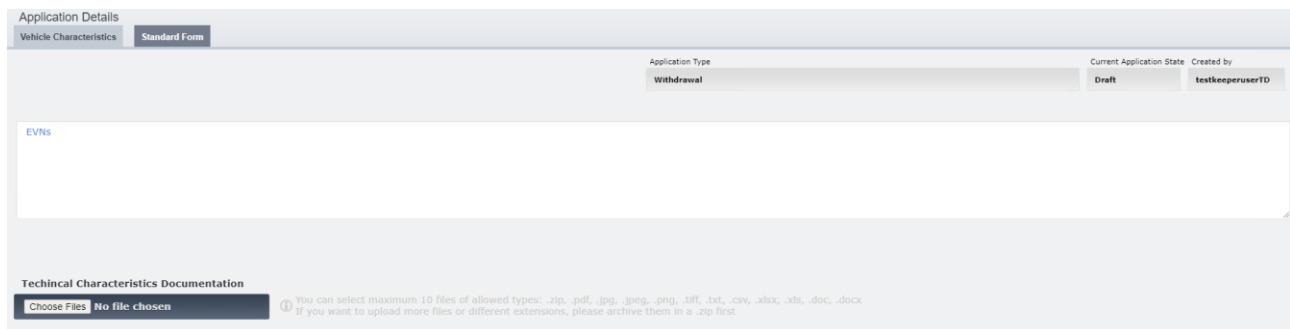 Application Details
Vehicle Characteristics Standard Form
Application Type Current Application State Created by
Withdrawal Draft testkeeperuserTD
EVNs
Techincal Characteristics Documentation
Choose Files No file chosen
You can select maximum 10 files of allowed types: .zip, .pdf, .jpg, .jpeg, .png, .tiff, .txt, .csv, .xlsx, .xls, .doc, .docx
If you want to upload more files or different extensions, please archive them in a .zip first